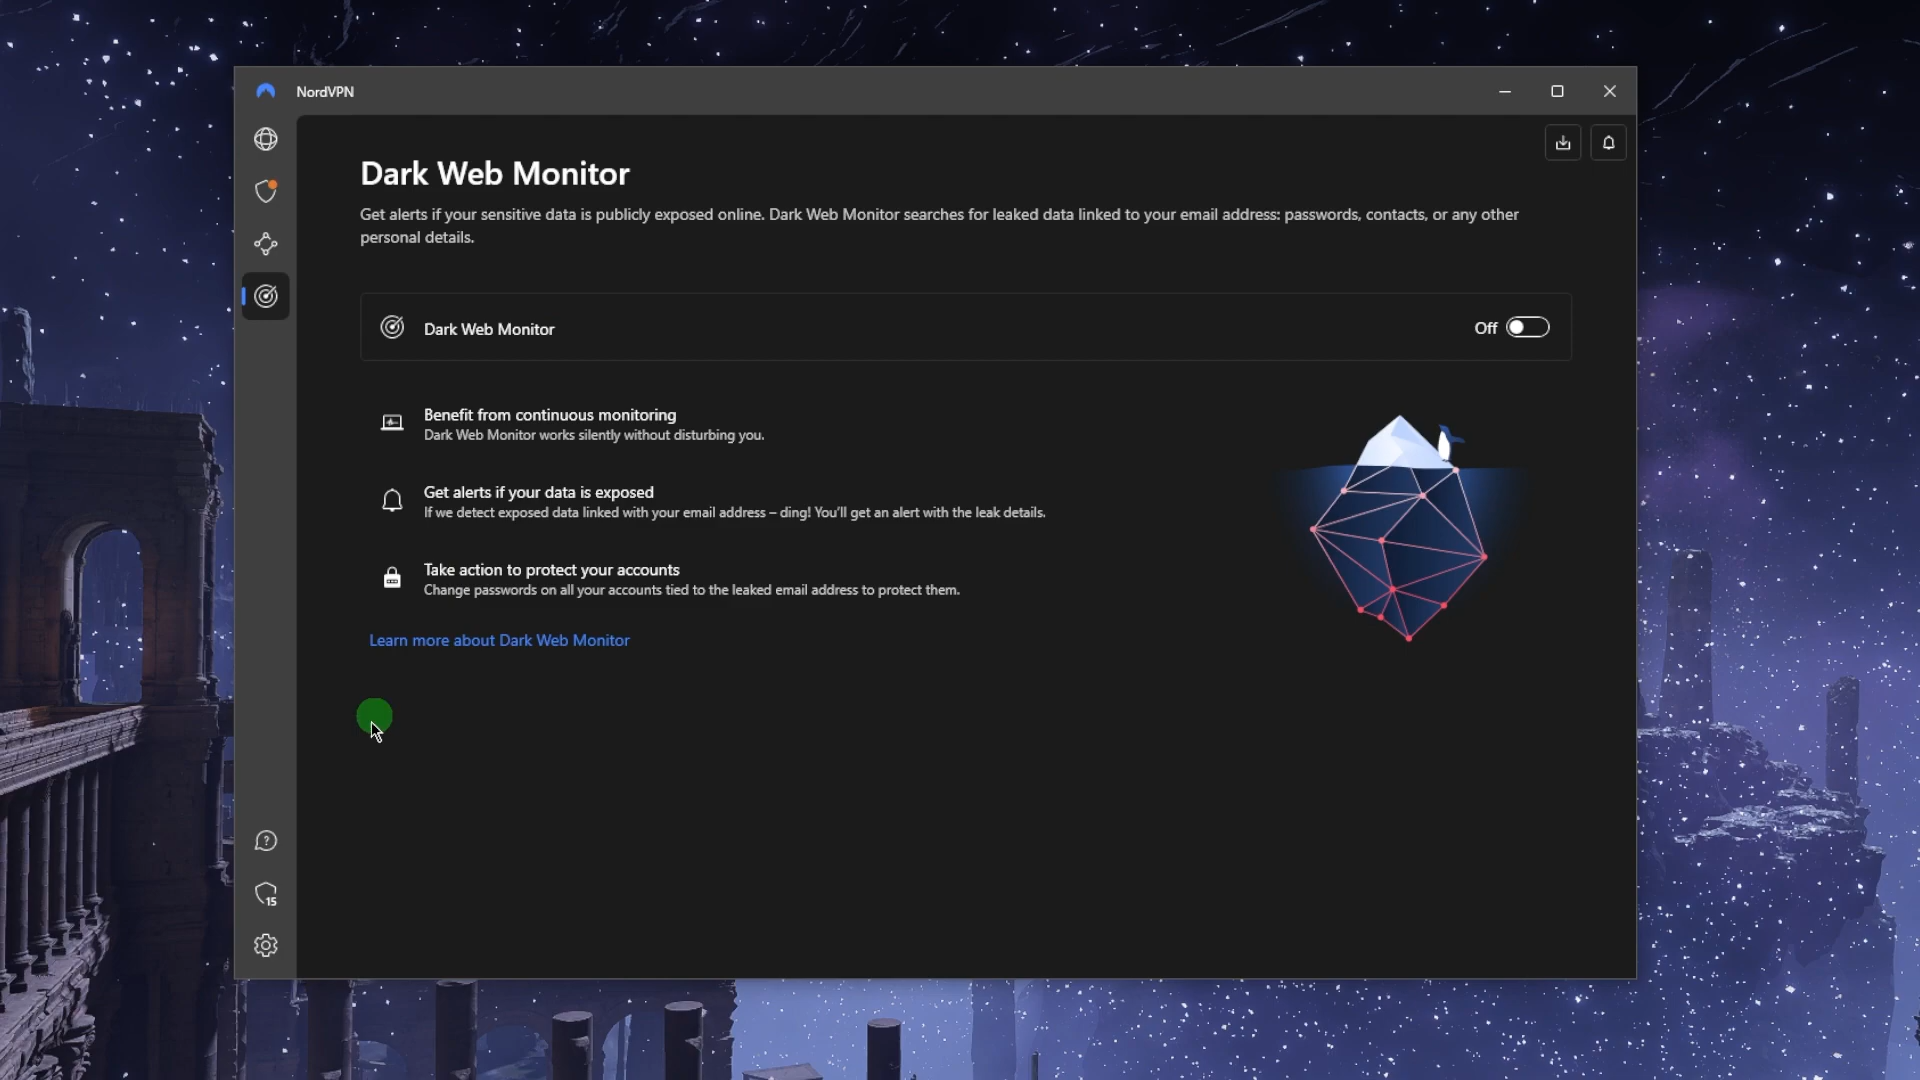 NordVPN
Dark Web Monitor
Get alerts if your sensitive data is publicly exposed online. Dark Web Monitor searches for leaked data linked to your email address: passwords, contacts, or any other
personal details.
Dark Web Monitor
Off
Benefit from continuous monitoring
Dark Web Monitor works silently without disturbing you.
Get alerts if your data is exposed
If we detect exposed data linked with your email address – ding! You'll get an alert with the leak details.
Take action to protect your accounts
Change passwords on all your accounts tied to the leaked email address to protect them.
Learn more about Dark Web Monitor
?
15